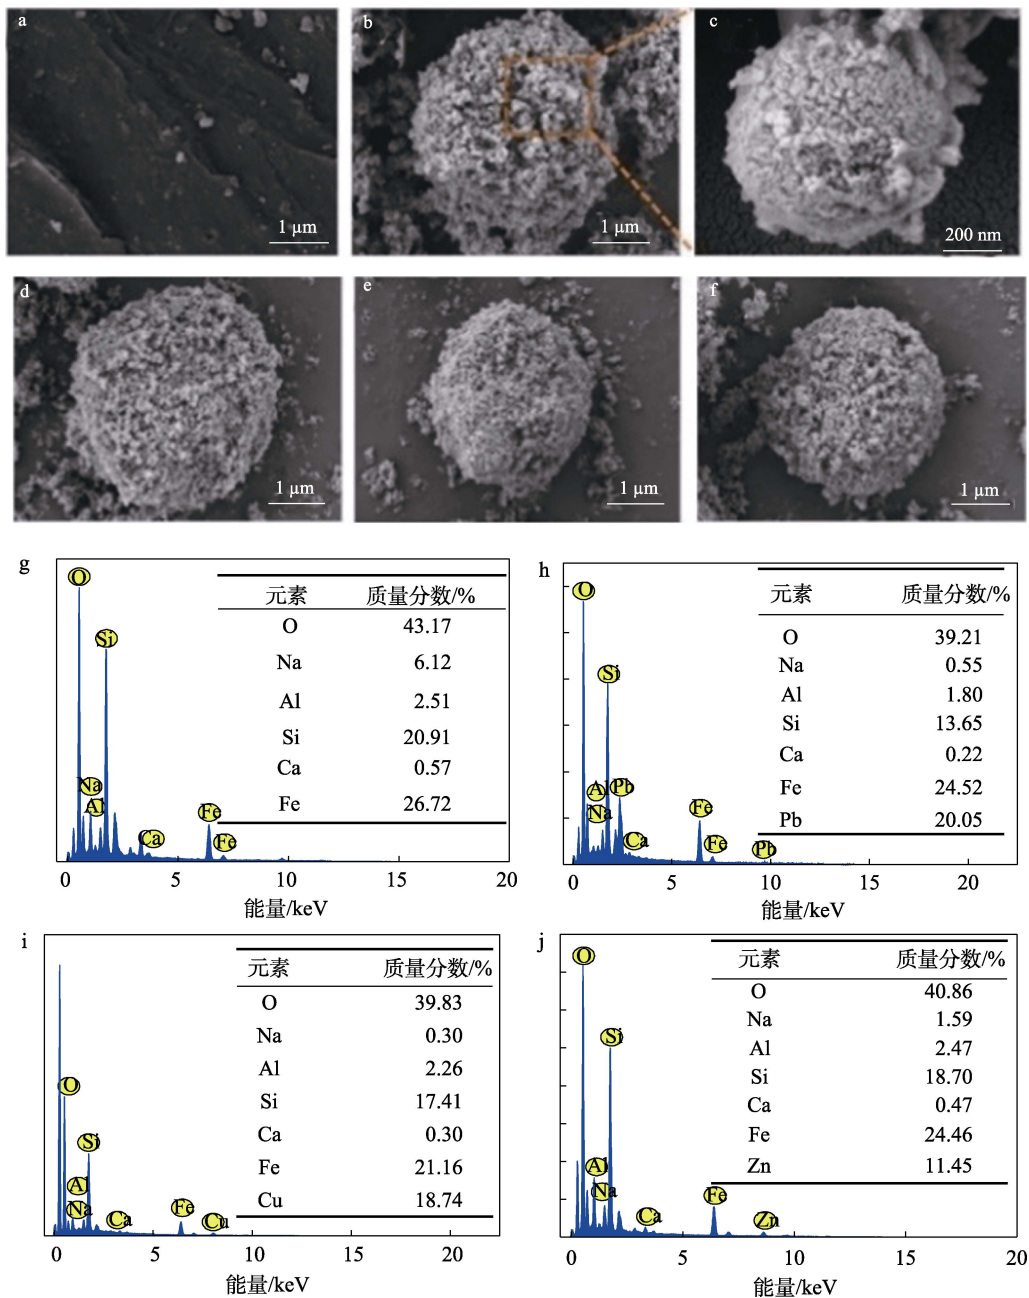 a
b
c
1 μm
1 μm
200 nm
d
e
f
1 μm
1 μm
1 μm
g
O
Si
Na
Al
Ca
Fe
Fe
元素 质量分数/%
O 43.17
Na 6.12
Al 2.51
Si 20.91
Ca 0.57
Fe 26.72
0 5 10 15 20
能量/keV
h
O
Si
Al
Pb
Na
Ca
Fe
Fe
Pb
元素 质量分数/%
O 39.21
Na 0.55
Al 1.80
Si 13.65
Ca 0.22
Fe 24.52
Pb 20.05
0 5 10 15 20
能量/keV
i
O
Si
Al
Na
Ca
Fe
Cu
元素 质量分数/%
O 39.83
Na 0.30
Al 2.26
Si 17.41
Ca 0.30
Fe 21.16
Cu 18.74
0 5 10 15 20
能量/keV
j
O
Si
Al
Na
Ca
Fe
Zn
元素 质量分数/%
O 40.86
Na 1.59
Al 2.47
Si 18.70
Ca 0.47
Fe 24.46
Zn 11.45
0 5 10 15 20
能量/keV